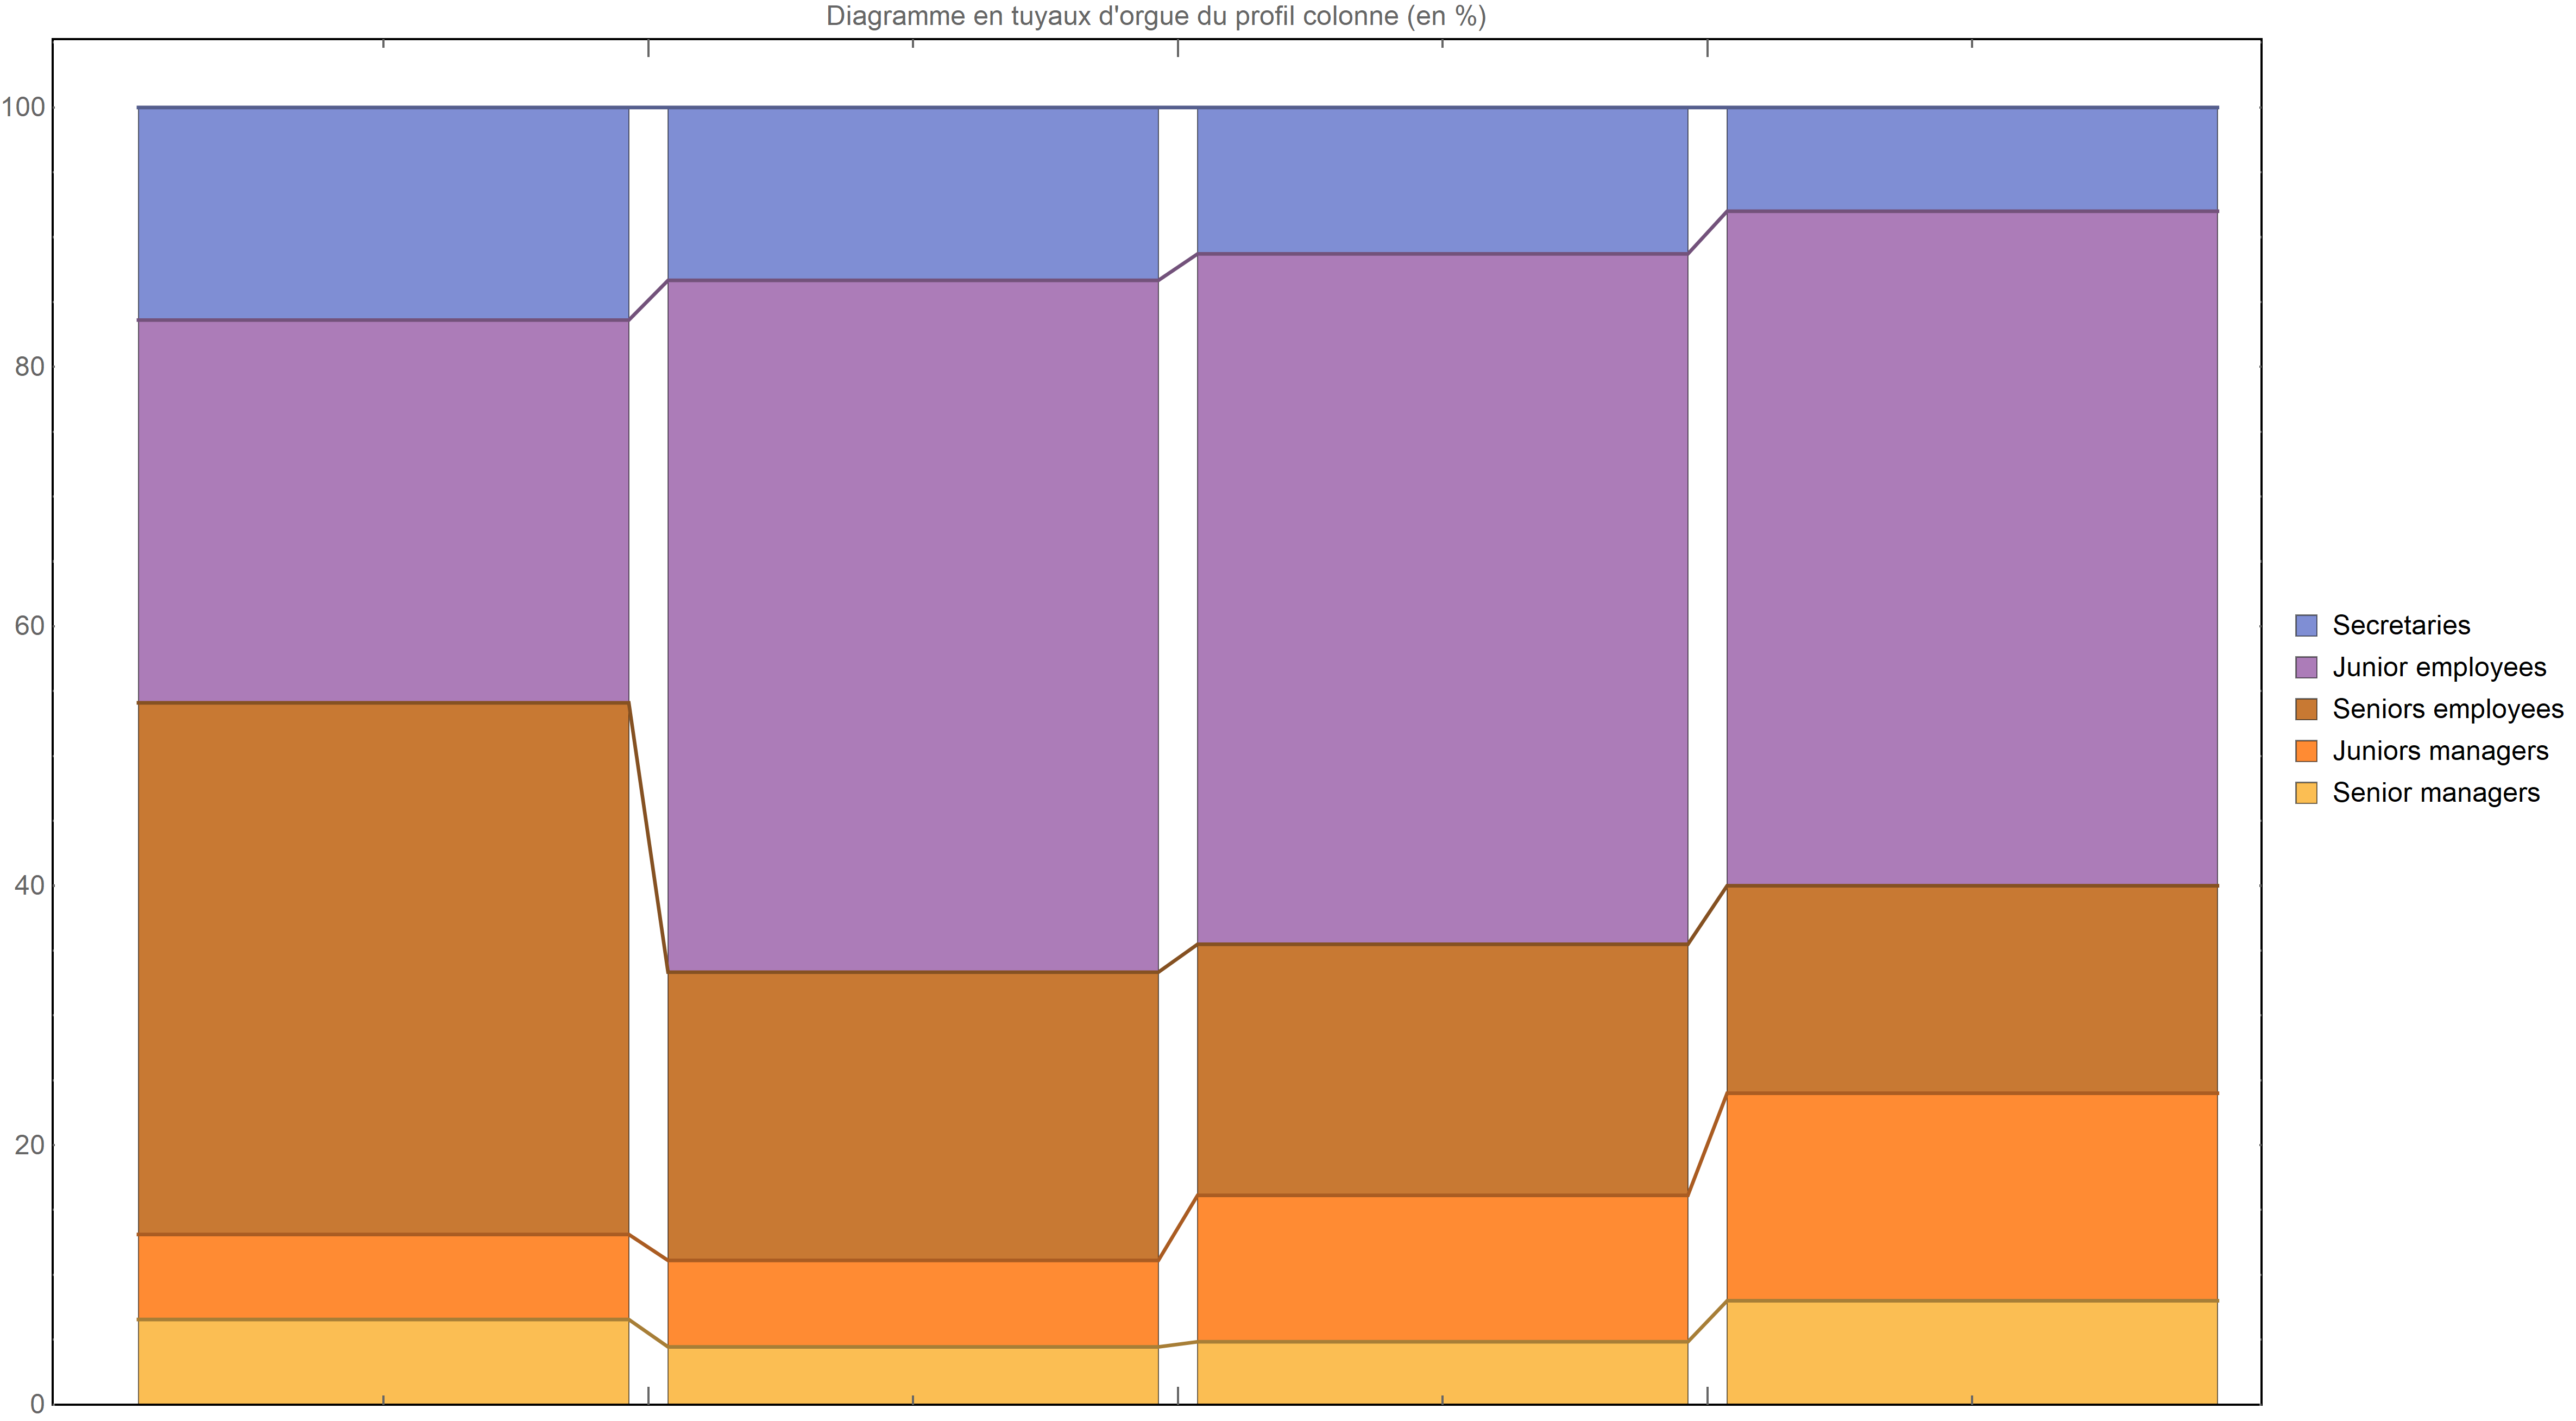 Diagramme en tuyaux d'orgue du profil colonne (en %)
100
80
60
40
20
0
Secretaries
Junior employees
Seniors employees
Juniors managers
Senior managers